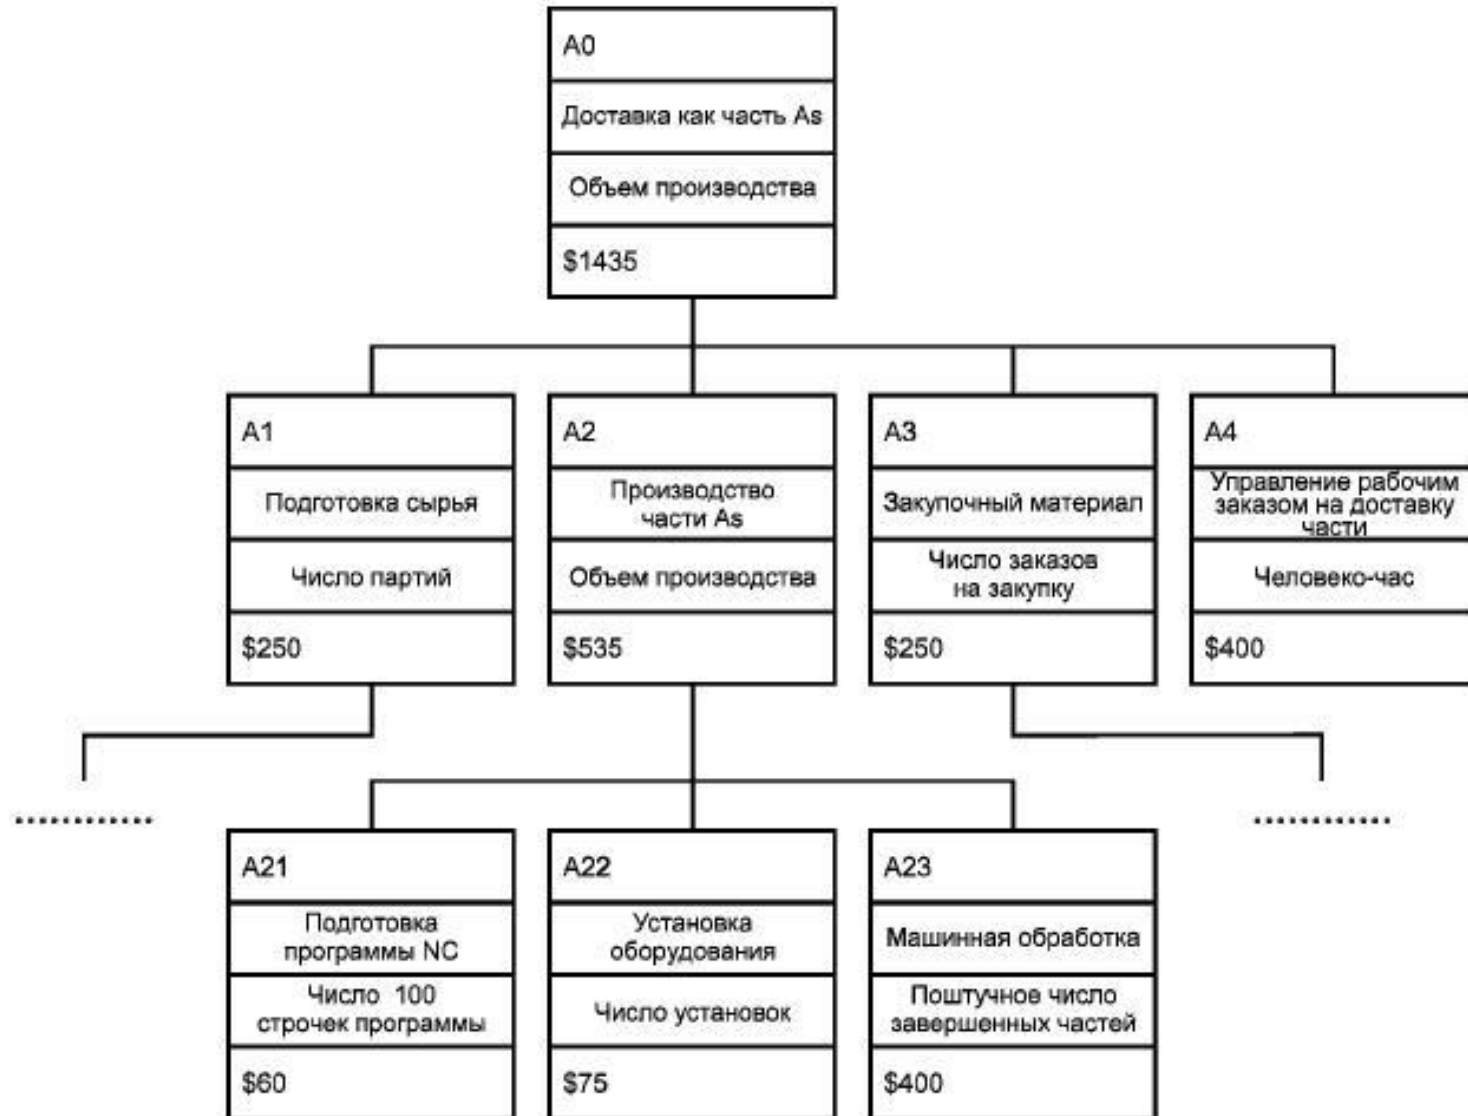 A0
Доставка как часть As
Объем производства
$1435
A1
Подготовка сырья
Число партий
$250
A2
Производство
части As
Объем производства
$535
A3
Закупочный материал
Число заказов
на закупку
$250
A4
Управление рабочим
заказом на доставку
части
Человеко-час
$400
............
............
A21
Подготовка
программы NC
Число 100
строчек программы
$60
A22
Установка
оборудования
Число установок
$75
A23
Машинная обработка
Поштучное число
завершенных частей
$400